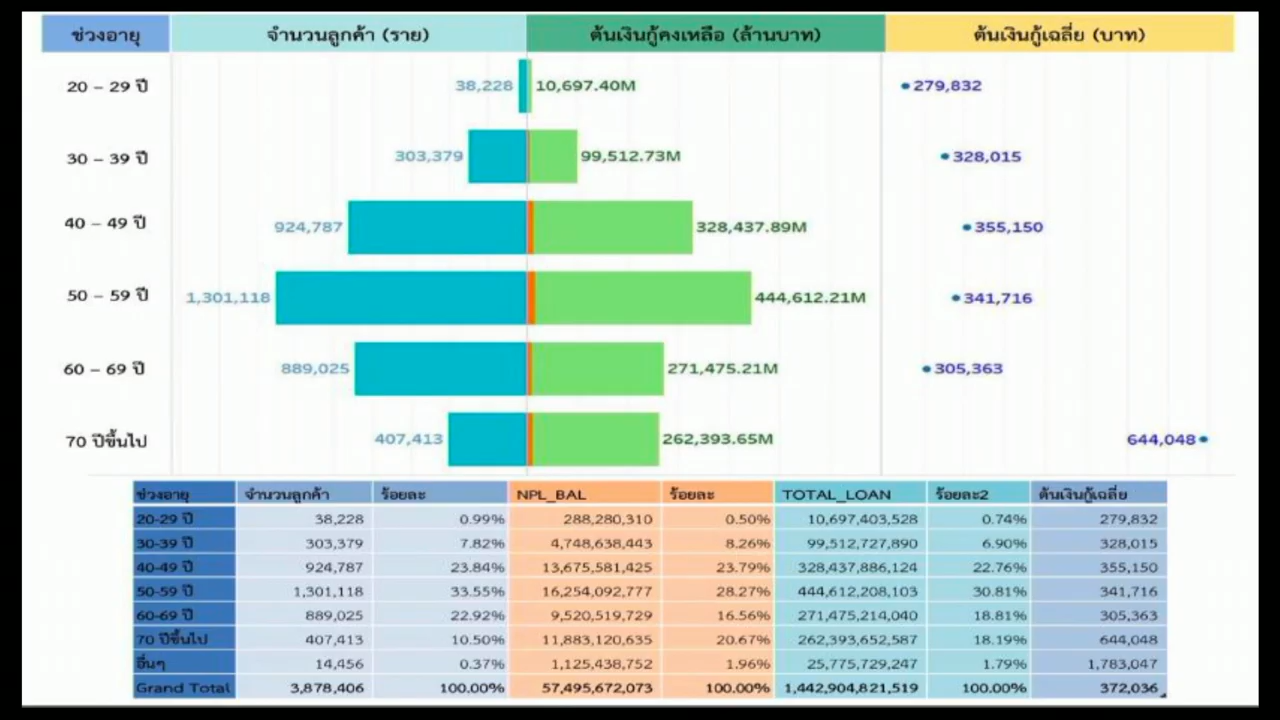 ช่วงอายุ จำนวนลูกค้า (ราย) ต้นเงินกู้คงเหลือ (ล้านบาท) ต้นเงินกู้เฉลี่ย (บาท)
20 – 29 ปี 38,228 10,697.40M 279,832
30 – 39 ปี 303,379 99,512.73M 328,015
40 – 49 ปี 924,787 328,437.89M 355,150
50 – 59 ปี 1,301,118 444,612.21M 341,716
60 – 69 ปี 889,025 271,475.21M 305,363
70 ปีขึ้นไป 407,413 262,393.65M 644,048
ช่วงอายุ จำนวนลูกค้า ร้อยละ NPL_BAL ร้อยละ TOTAL_LOAN ร้อยละ2 ต้นเงินกู้เฉลี่ย
20-29 ปี 38,228 0.99% 288,280,310 0.50% 10,697,403,528 0.74% 279,832
30-39 ปี 303,379 7.82% 4,748,638,443 8.26% 99,512,727,890 6.90% 328,015
40-49 ปี 924,787 23.84% 13,675,581,425 23.79% 328,437,886,124 22.76% 355,150
50-59 ปี 1,301,118 33.55% 16,254,092,777 28.27% 444,612,208,103 30.81% 341,716
60-69 ปี 889,025 22.92% 9,520,519,729 16.56% 271,475,214,040 18.81% 305,363
70 ปีขึ้นไป 407,413 10.50% 11,883,120,635 20.67% 262,393,652,587 18.19% 644,048
อื่นๆ 14,456 0.37% 1,125,438,752 1.96% 25,775,729,247 1.79% 1,783,047
Grand Total 3,878,406 100.00% 57,495,672,073 100.00% 1,442,904,821,519 100.00% 372,036